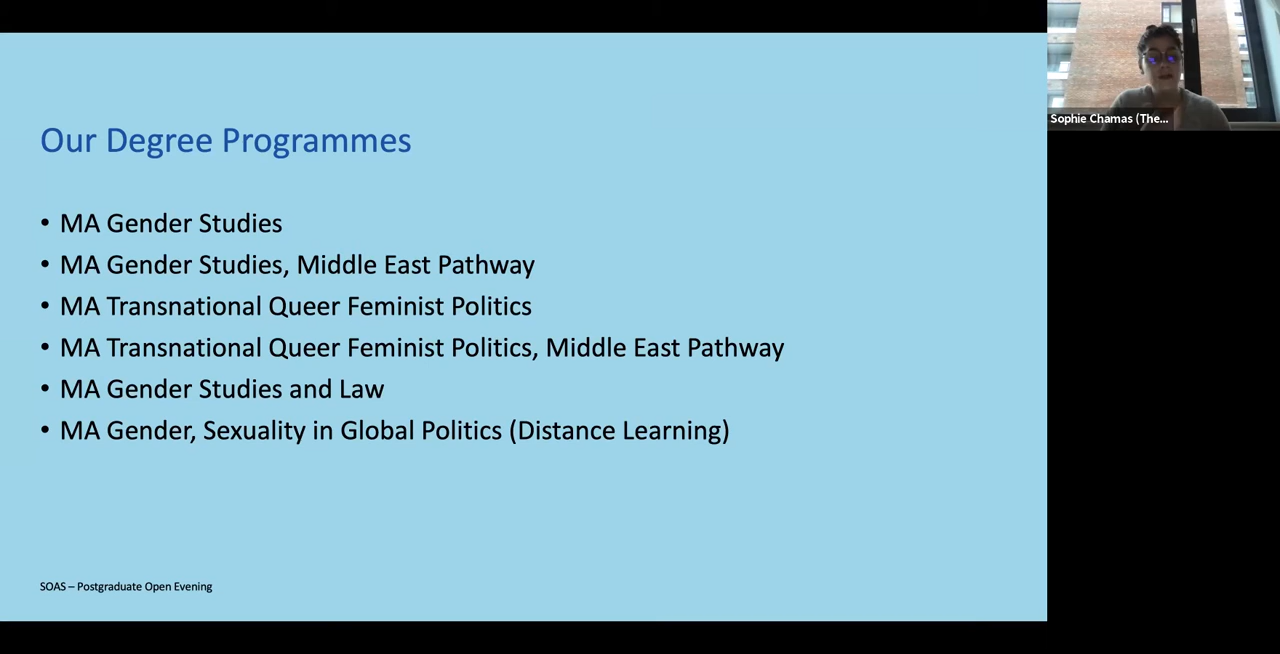 Our Degree Programmes
• MA Gender Studies
• MA Gender Studies, Middle East Pathway
• MA Transnational Queer Feminist Politics
• MA Transnational Queer Feminist Politics, Middle East Pathway
• MA Gender Studies and Law
• MA Gender, Sexuality in Global Politics (Distance Learning)
SOAS – Postgraduate Open Evening
Sophie Chamas (The...